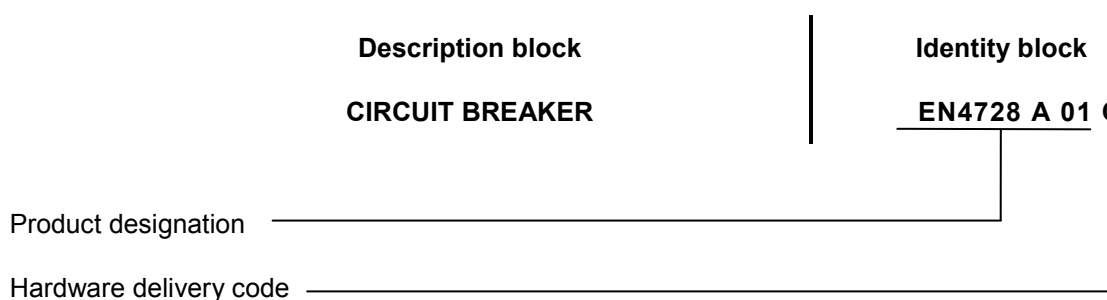 Description block Identity block
CIRCUIT BREAKER EN4728 A 01
Product designation
Hardware delivery code